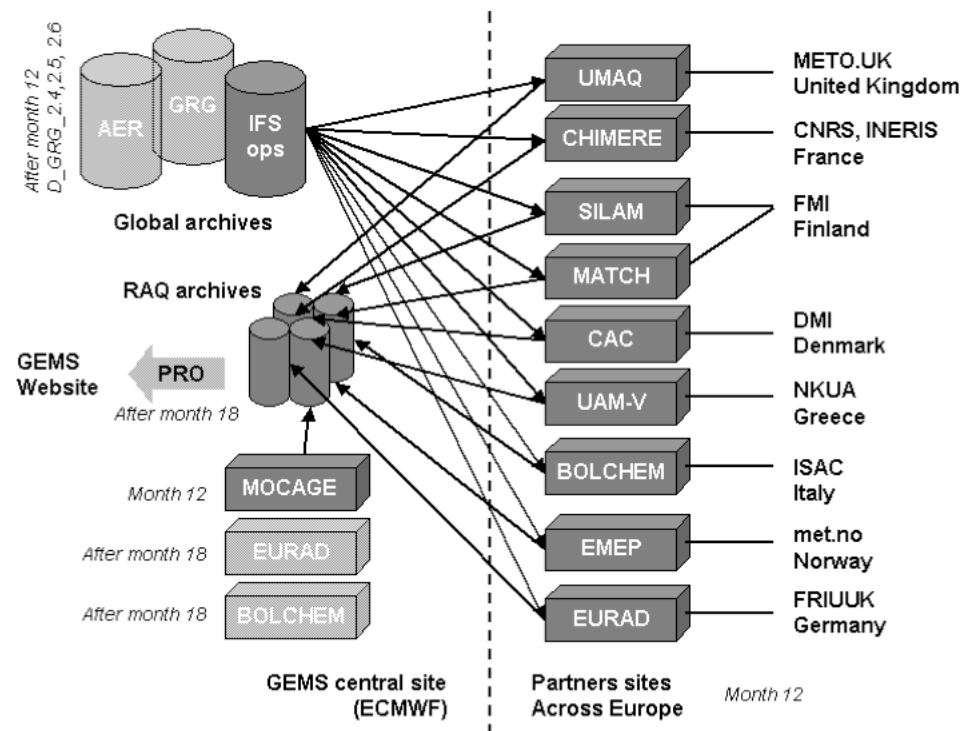 After month 12
D_GRG_2.4,2.5, 2.6
AER
GRG
IFS
ops
Global archives
RAQ archives
GEMS
Website
PRO
After month 18
MOCAGE
Month 12
EURAD
After month 18
BOLCHEM
After month 18
GEMS central site
(ECMWF)
UMAQ
METO.UK
United Kingdom
CHIMERE
CNRS, INERIS
France
SILAM
FMI
Finland
MATCH
CAC
DMI
Denmark
UAM-V
NKUA
Greece
BOLCHEM
ISAC
Italy
EMEP
met.no
Norway
EURAD
FRIUUK
Germany
Partners sites
Across Europe
Month 12